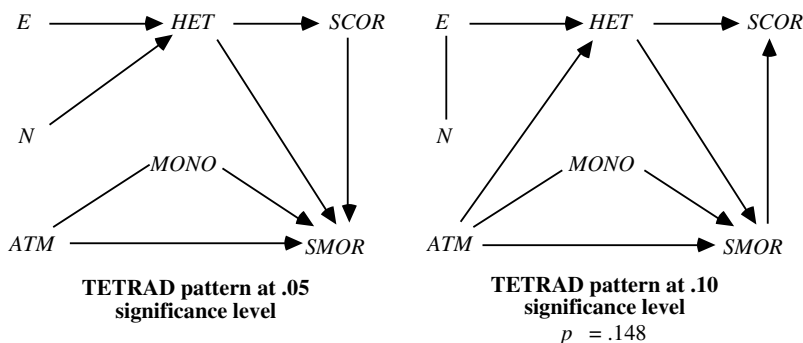 E HET SCOR
N
MONO
ATM SMOR
TETRAD pattern at .05
significance level
E HET SCOR
N
MONO
ATM SMOR
TETRAD pattern at .10
significance level
p = .148